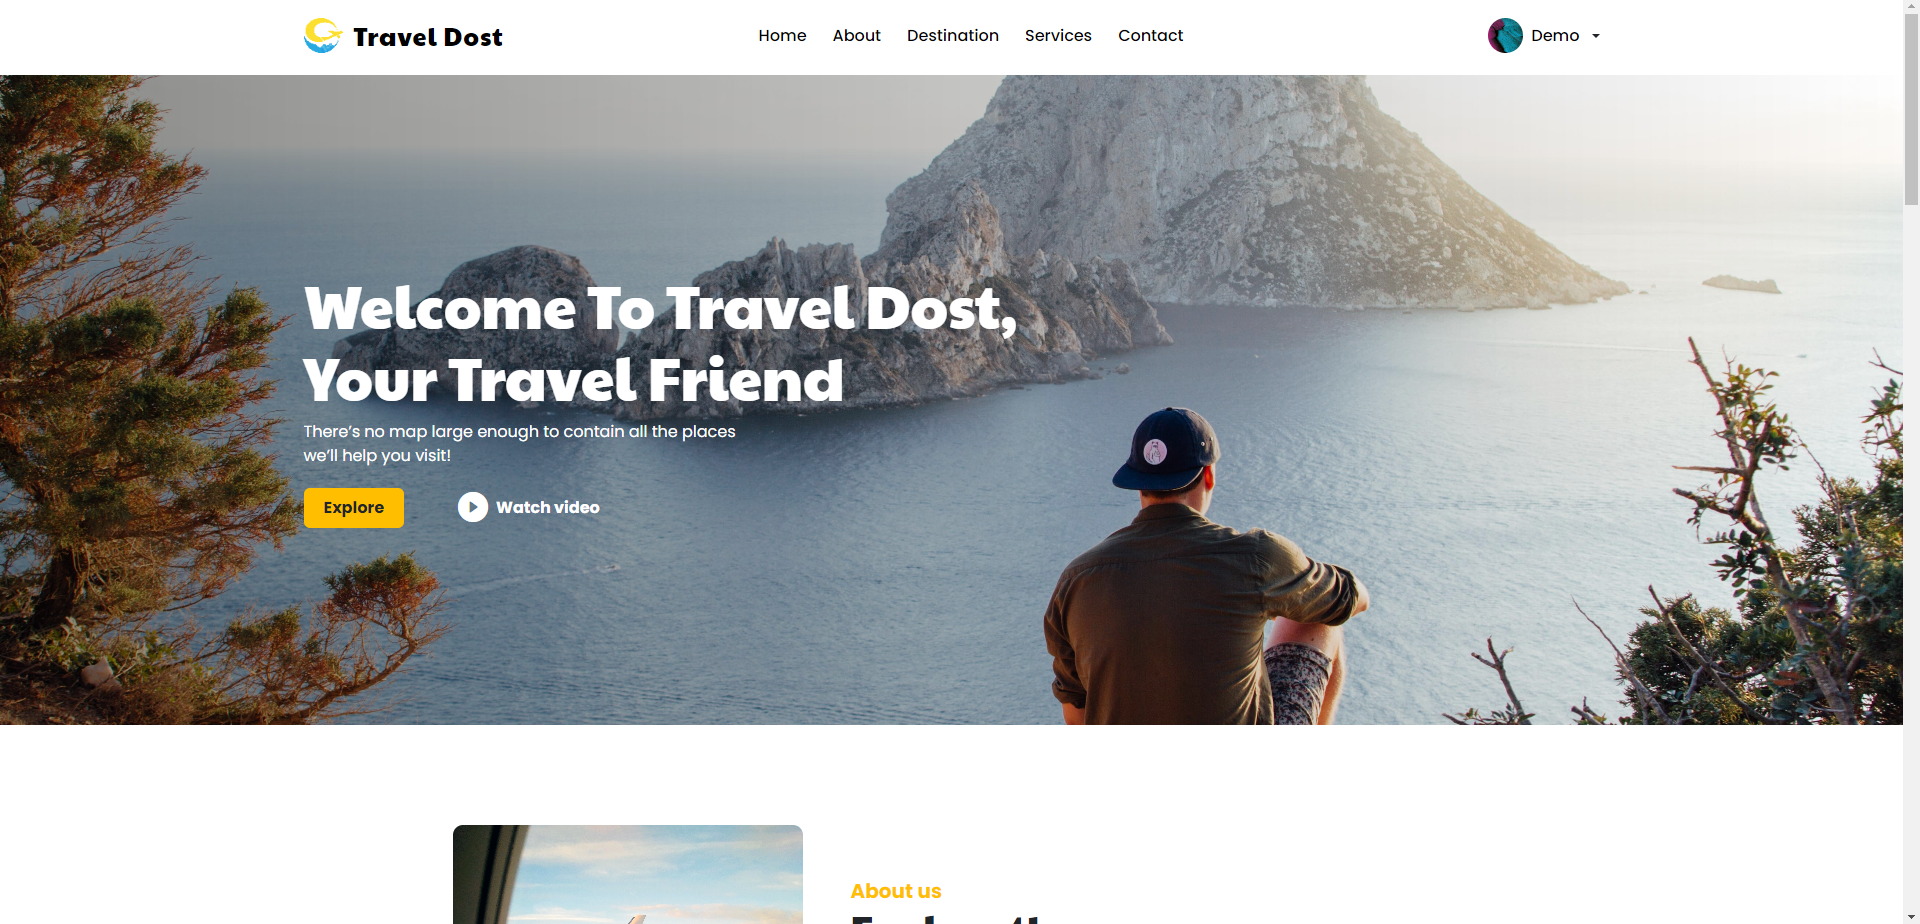 Travel Dost
Home
About
Destination
Services
Contact
Demo
Welcome To Travel Dost,
Your Travel Friend
There’s no map large enough to contain all the places
we’ll help you visit!
Explore
Watch video
About us